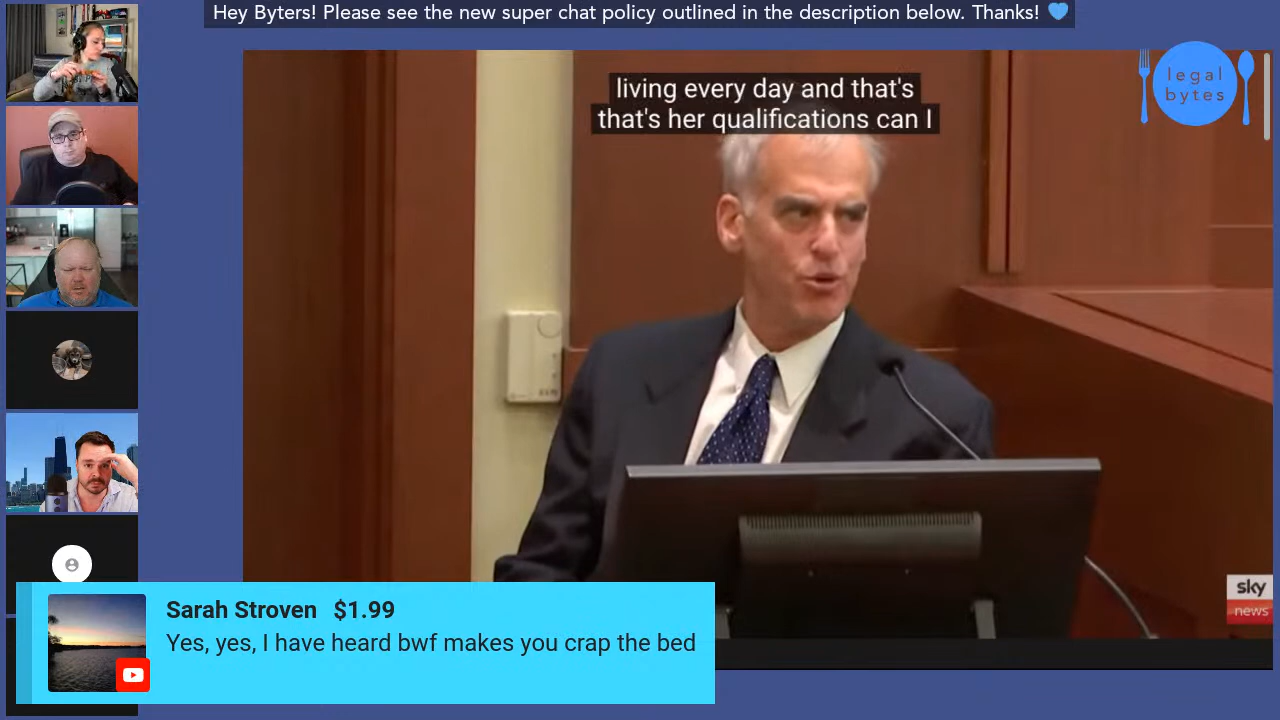 Hey Byters! Please see the new super chat policy outlined in the description below. Thanks! 💙
legal
bytes
living every day and that's
that's her qualifications can I
sky
news
Sarah Stroven $1.99
Yes, yes, I have heard bwf makes you crap the bed